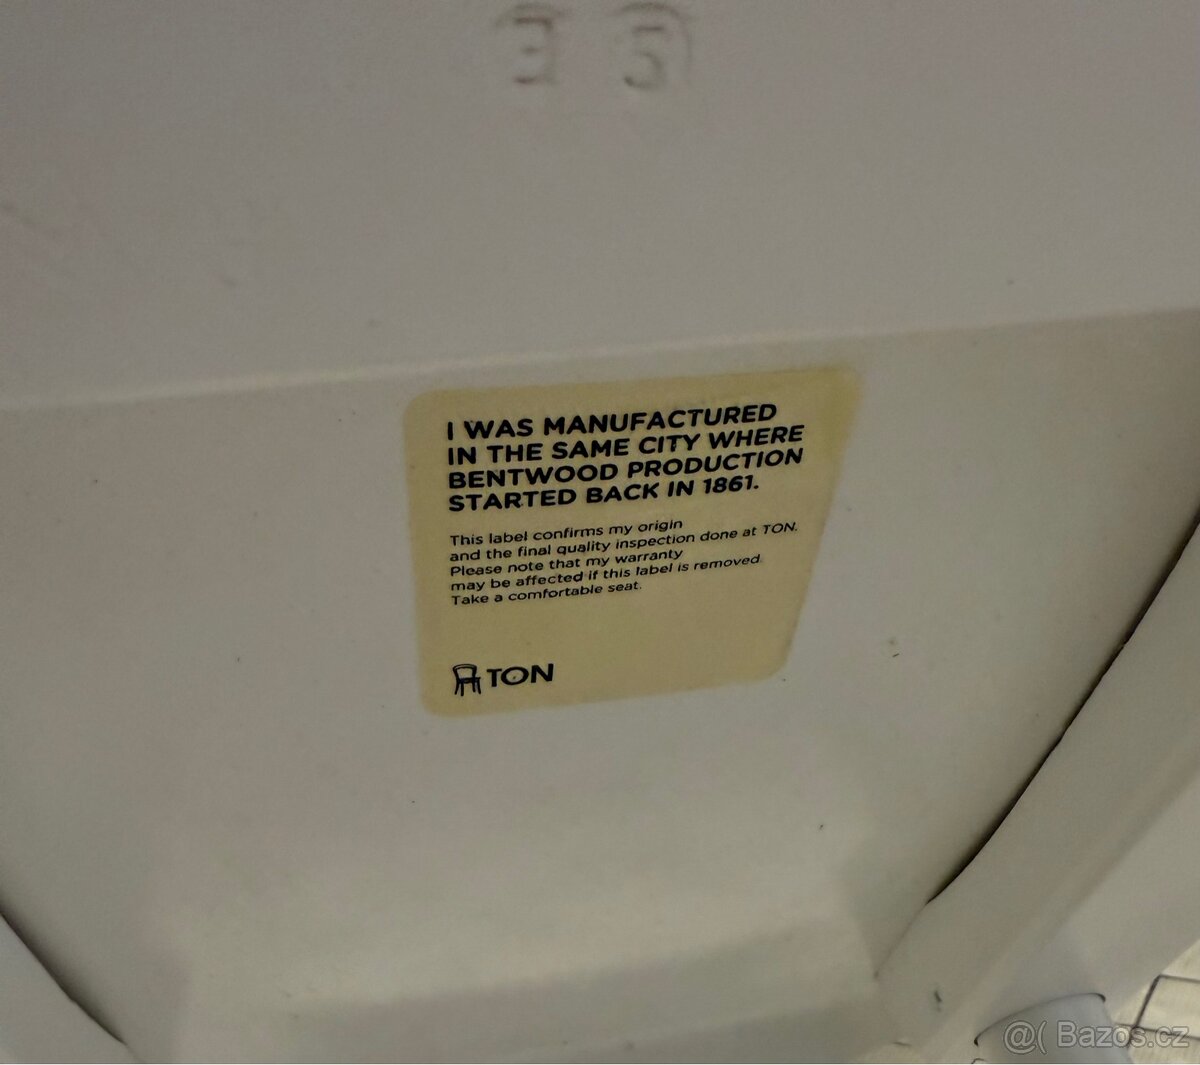 I WAS MANUFACTURED
IN THE SAME CITY WHERE
BENTWOOD PRODUCTION
STARTED BACK IN 1861.
This label confirms my origin
and the final quality inspection done at TON.
Please note that my warranty
may be affected if this label is removed.
Take a comfortable seat.
TON
@( Bazos.cz